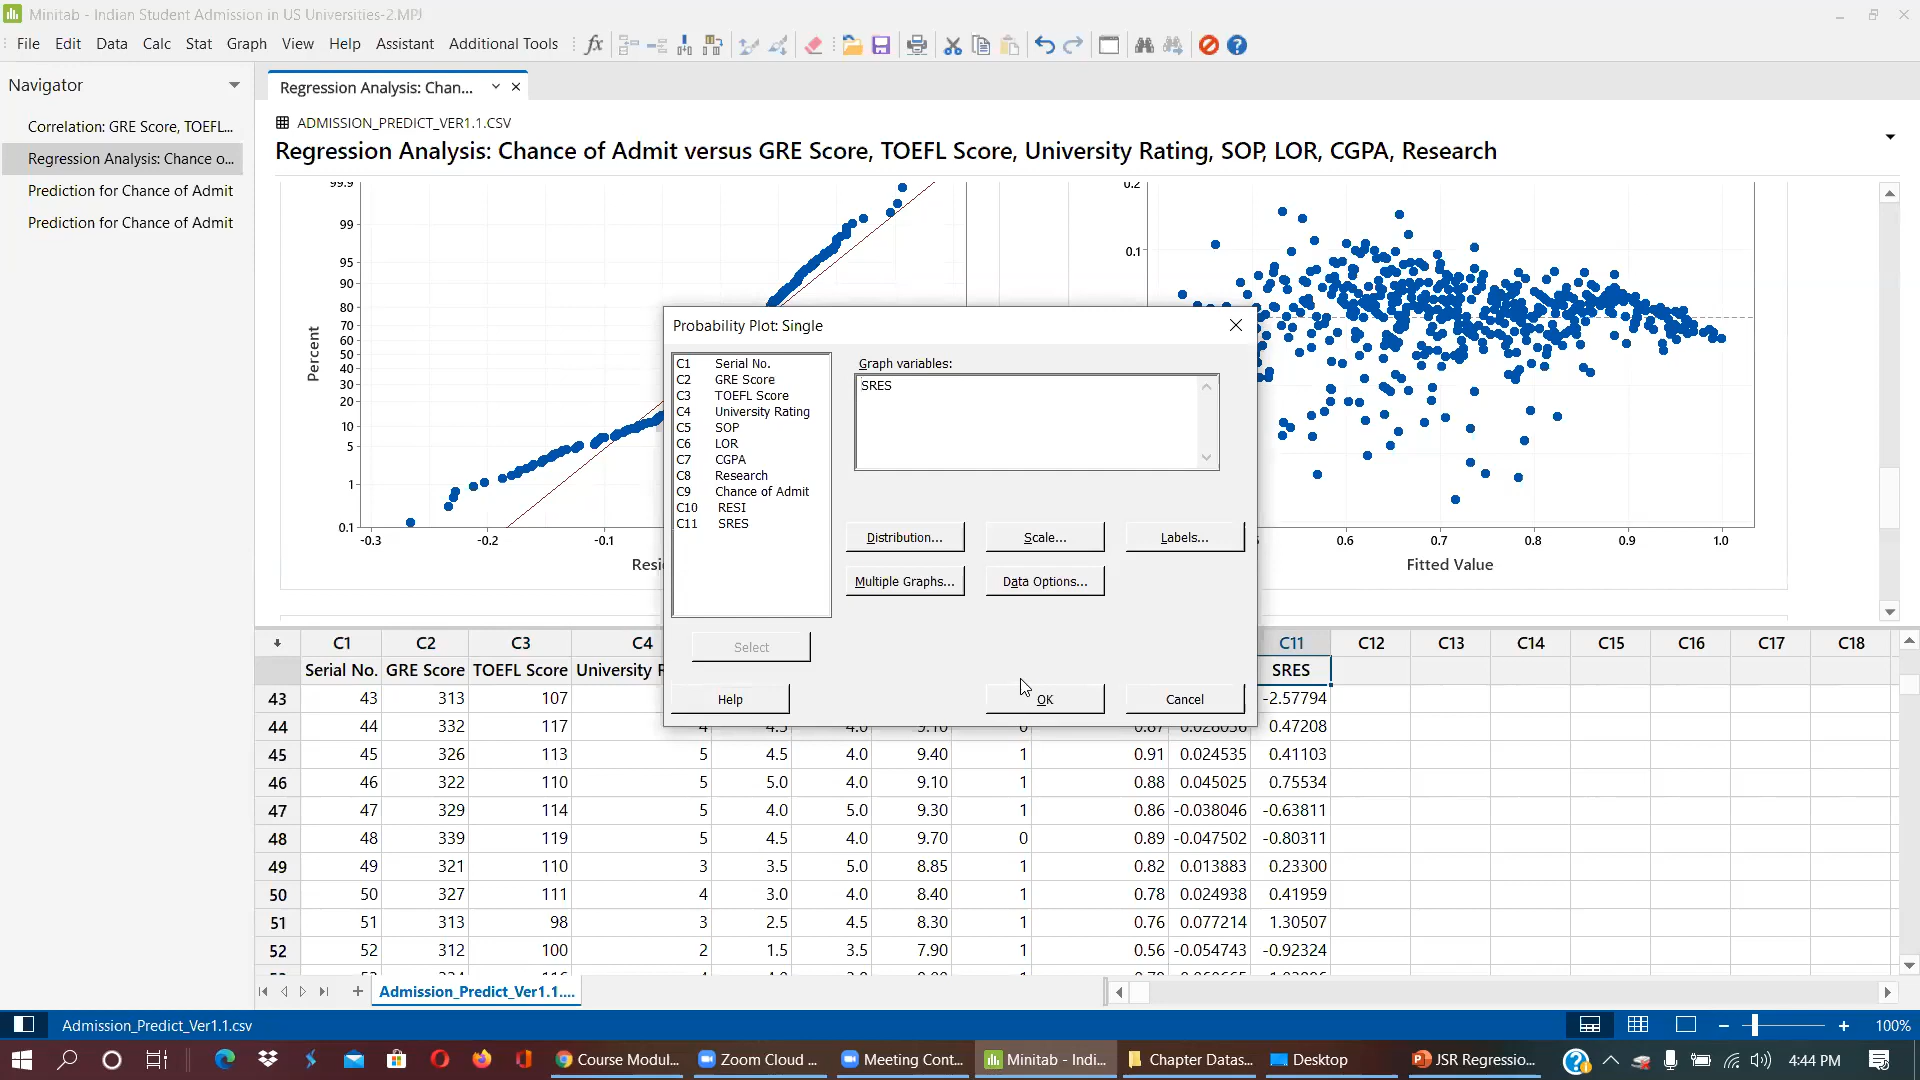 Minitab - Indian Student Admission in US Universities-2.MPJ
File Edit Data Calc Stat Graph View Help Assistant Additional Tools
Navigator
Correlation: GRE Score, TOEFL...
Regression Analysis: Chance o...
Prediction for Chance of Admit
Prediction for Chance of Admit
Regression Analysis: Chan...
ADMISSION_PREDICT_VER1.1.CSV
Regression Analysis: Chance of Admit versus GRE Score, TOEFL Score, University Rating, SOP, LOR, CGPA, Research
99.9
99
95
90
80
70
60
50
40
30
20
10
5
1
0.1
Percent
-0.3 -0.2 -0.1
0.2
0.1
0.6 0.7 0.8 0.9 1.0
Fitted Value
Probability Plot: Single
C1 Serial No.
C2 GRE Score
C3 TOEFL Score
C4 University Rating
C5 SOP
C6 LOR
C7 CGPA
C8 Research
C9 Chance of Admit
C10 RESI
C11 SRES
Graph variables:
SRES
Distribution... Scale... Labels...
Multiple Graphs... Data Options...
Select
Help OK Cancel
C1 C2 C3 C4 C11 C12 C13 C14 C15 C16 C17 C18
Serial No. GRE Score TOEFL Score University R SRES
43 43 313 107 -2.57794
44 44 332 117 4 4.5 4.0 9.10 0 0.87 0.028056 0.47208
45 45 326 113 5 4.5 4.0 9.40 1 0.91 0.024535 0.41103
46 46 322 110 5 5.0 4.0 9.10 1 0.88 0.045025 0.75534
47 47 329 114 5 4.0 5.0 9.30 1 0.86 -0.038046 -0.63811
48 48 339 119 5 4.5 4.0 9.70 0 0.89 -0.047502 -0.80311
49 49 321 110 3 3.5 5.0 8.85 1 0.82 0.013883 0.23300
50 50 327 111 4 3.0 4.0 8.40 1 0.78 0.024938 0.41959
51 51 313 98 3 2.5 4.5 8.30 1 0.76 0.077214 1.30507
52 52 312 100 2 1.5 3.5 7.90 1 0.56 -0.054743 -0.92324
Admission_Predict_Ver1.1....
Admission_Predict_Ver1.1.csv
100%
Course Modul... Zoom Cloud ... Meeting Cont... Minitab - Indi... Chapter Datas... Desktop JSR Regressio... 4:44 PM